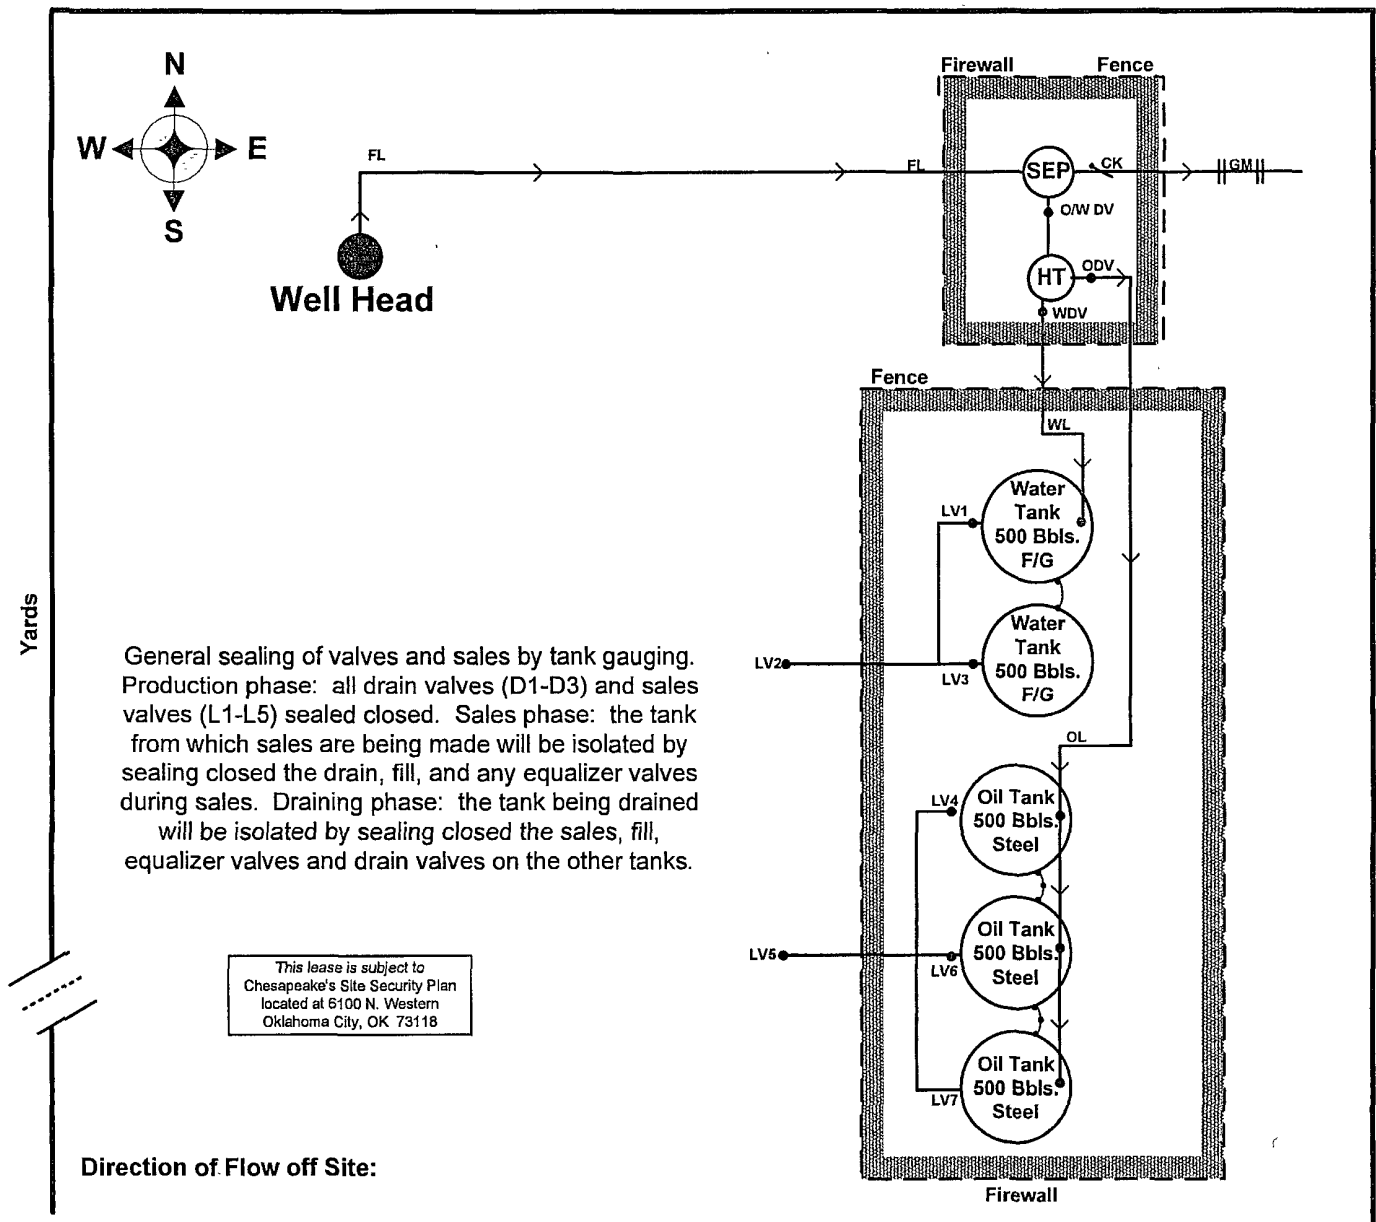 Firewall
Fence
N
W
E
S
FL
FL
SEP
CK
GM
O/W DV
HT
ODV
WDV
Well Head
Fence
WL
Water
Tank
500 Bbls.
F/G
LV1
Water
Tank
500 Bbls.
F/G
LV2
LV3
Yards
General sealing of valves and sales by tank gauging.
Production phase: all drain valves (D1-D3) and sales
valves (L1-L5) sealed closed. Sales phase: the tank
from which sales are being made will be isolated by
sealing closed the drain, fill, and any equalizer valves
during sales. Draining phase: the tank being drained
will be isolated by sealing closed the sales, fill,
equalizer valves and drain valves on the other tanks.
OL
LV4
Oil Tank
500 Bbls.
Steel
LV5
LV6
Oil Tank
500 Bbls.
Steel
LV7
Oil Tank
500 Bbls.
Steel
This lease is subject to
Chesapeake's Site Security Plan
located at 6100 N. Western
Oklahoma City, OK 73118
Direction of Flow off Site:
Firewall